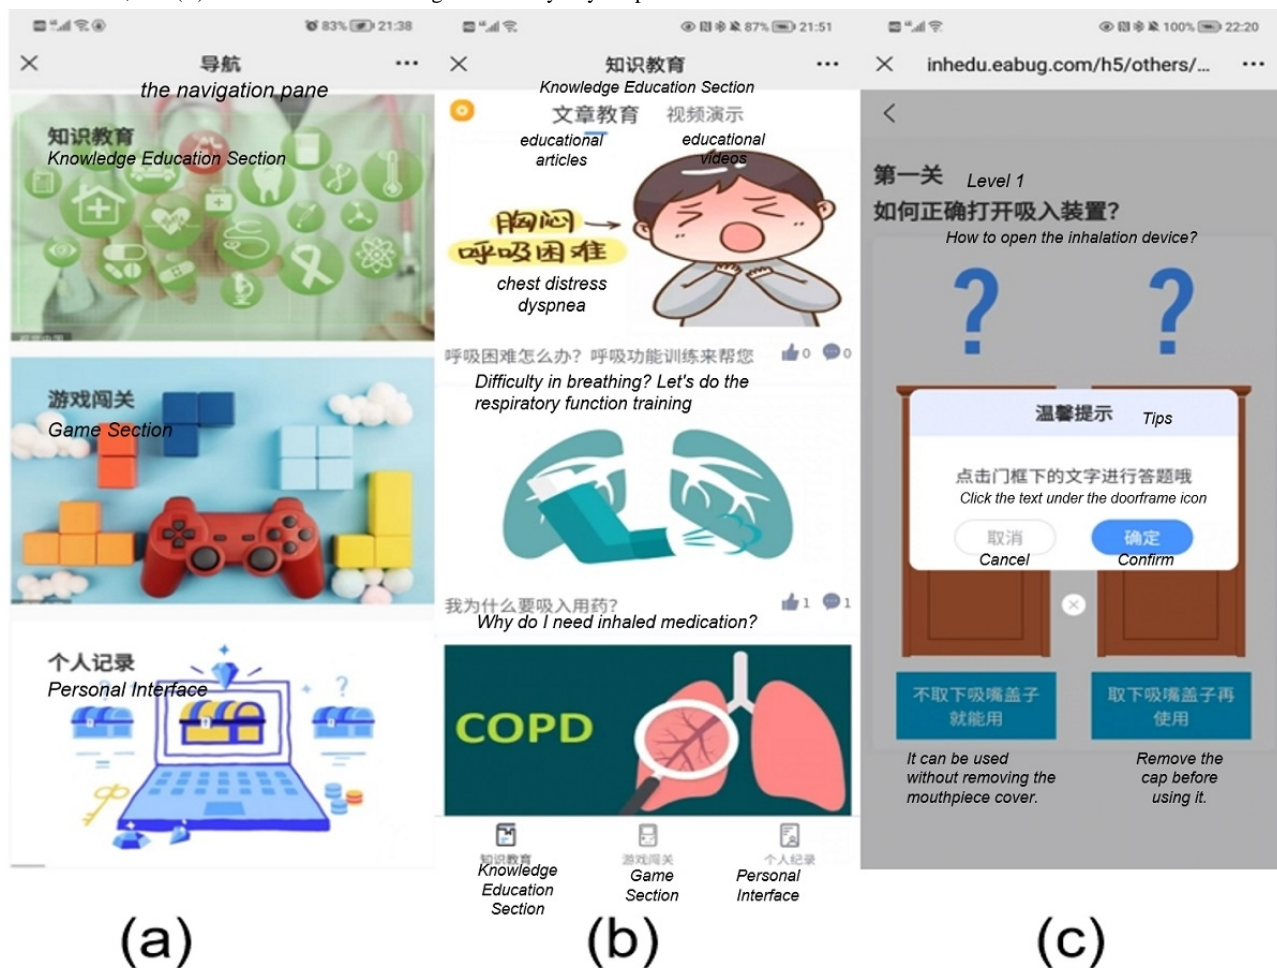 83% 21:38
导航
the navigation pane
知识教育
Knowledge Education Section
游戏闯关
Game Section
个人记录
Personal Interface
(a)
87% 21:51
知识教育
Knowledge Education Section
文章教育 视频演示
educational articles
educational videos
胸闷
呼吸困难
chest distress
dyspnea
呼吸困难怎么办？呼吸功能训练来帮您 0 0
Difficulty in breathing? Let's do the
respiratory function training
我为什么要吸入用药？ 1 1
Why do I need inhaled medication?
COPD
知识教育 游戏闯关 个人纪录
Knowledge Education Section
Game Section
Personal Interface
(b)
100% 22:20
inhedu.eabug.com/h5/others/...
第一关
Level 1
如何正确打开吸入装置？
How to open the inhalation device?
? ?
温馨提示
Tips
点击门框下的文字进行答题哦
Click the text under the doorframe icon
取消 确定
Cancel Confirm
不取下吸嘴盖子
就能用
取下吸嘴盖子再
使用
It can be used
without removing the
mouthpiece cover.
Remove the
cap before
using it.
(c)